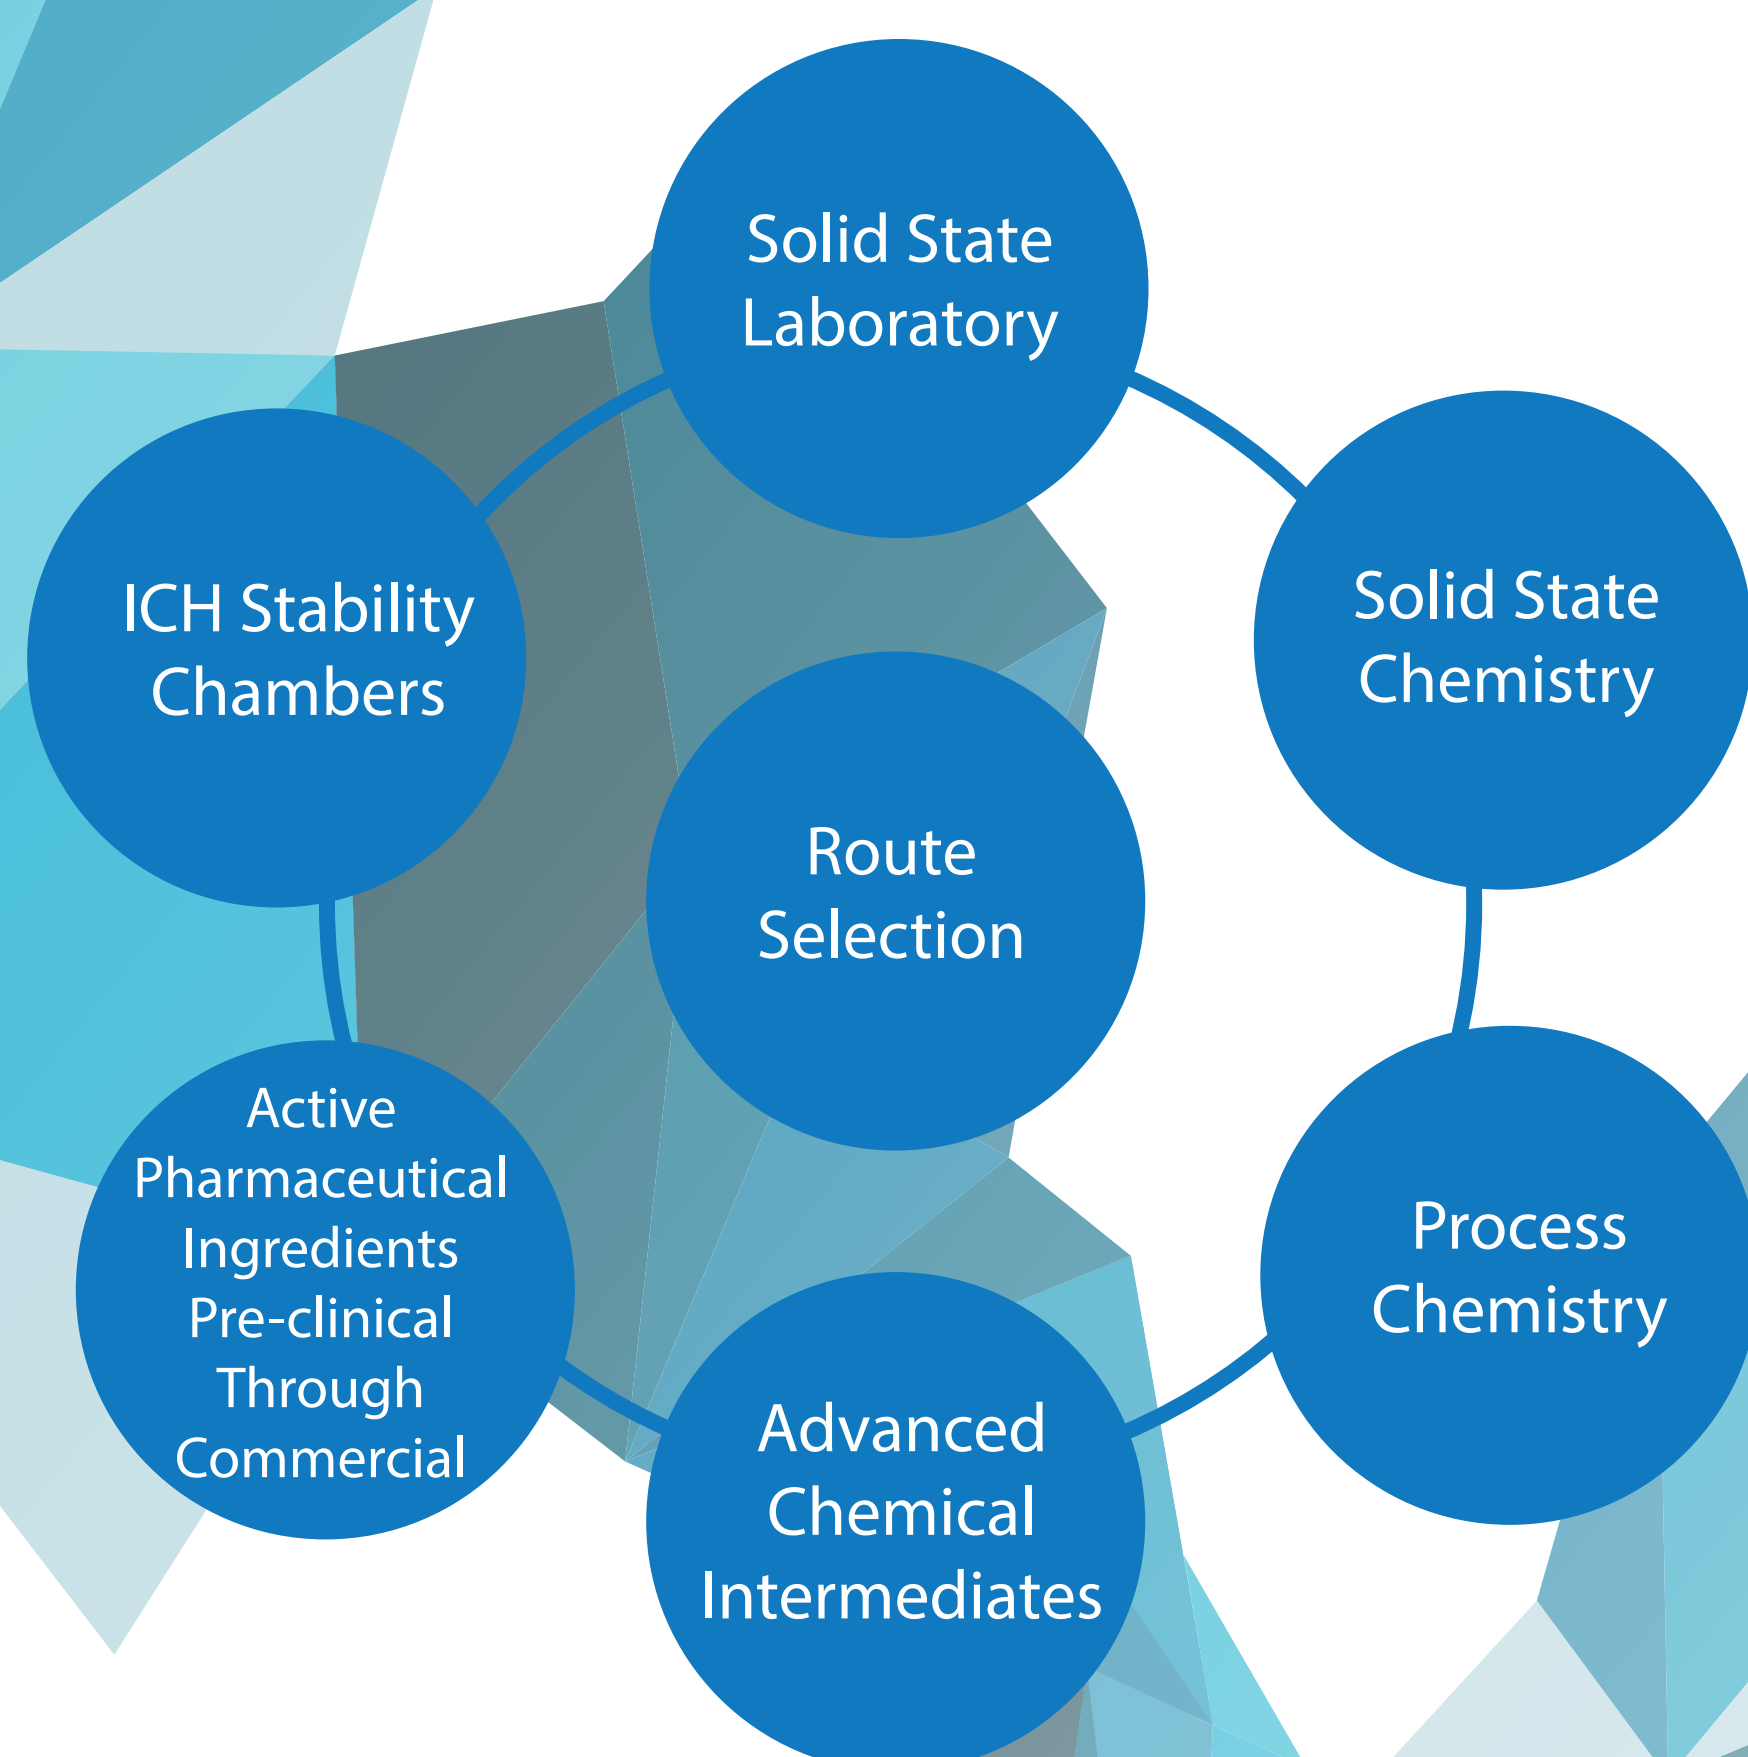 Solid State
Laboratory
ICH Stability
Chambers
Solid State
Chemistry
Route
Selection
Active
Pharmaceutical
Ingredients
Pre-clinical
Through
Commercial
Process
Chemistry
Advanced
Chemical
Intermediates